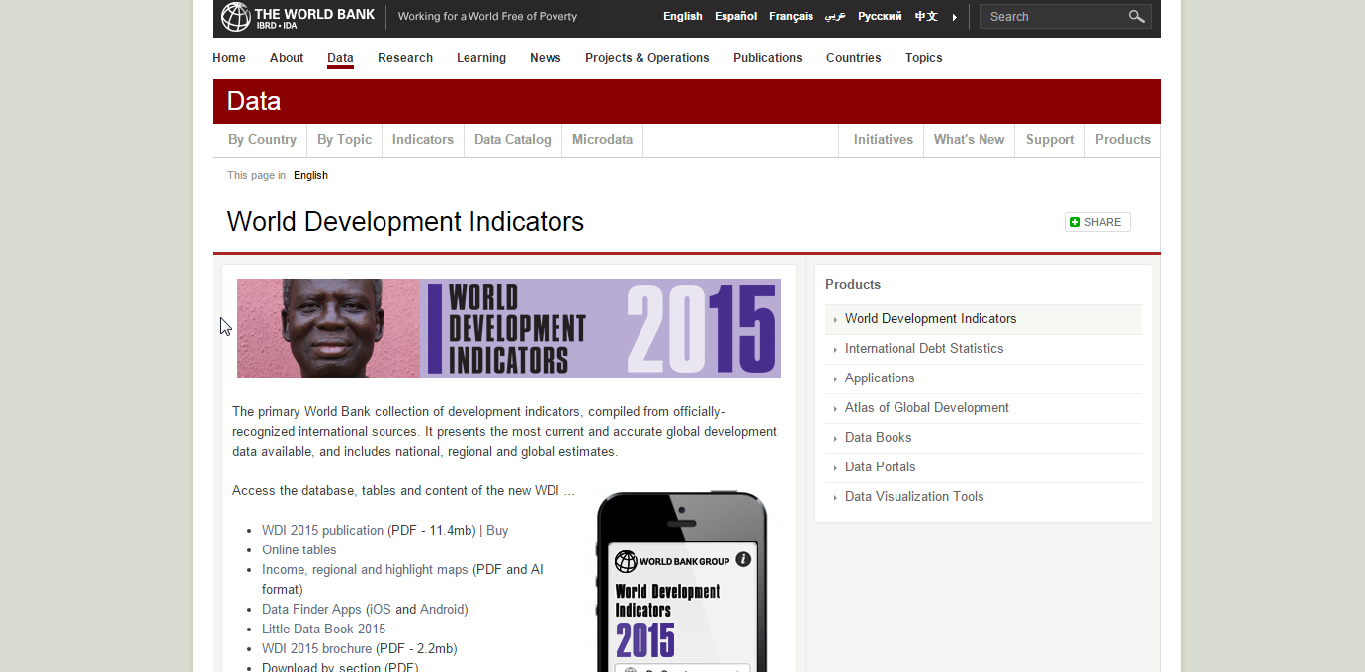 THE WORLD BANK
IBRD • IDA
Working for a World Free of Poverty
English Español Français عربي Русский 中文
Search
Home About Data Research Learning News Projects & Operations Publications Countries Topics
Data
By Country By Topic Indicators Data Catalog Microdata Initiatives What's New Support Products
This page in English
World Development Indicators
SHARE
WORLD
DEVELOPMENT
INDICATORS
2015
The primary World Bank collection of development indicators, compiled from officially-
recognized international sources. It presents the most current and accurate global development
data available, and includes national, regional and global estimates.
Access the database, tables and content of the new WDI ...
• WDI 2015 publication (PDF - 11.4mb) | Buy
• Online tables
• Income, regional and highlight maps (PDF and AI
format)
• Data Finder Apps (iOS and Android)
• Little Data Book 2015
• WDI 2015 brochure (PDF - 2.2mb)
• Download by section (PDF)
WORLD BANK GROUP i
World Development
Indicators
2015
Products
World Development Indicators
International Debt Statistics
Applications
Atlas of Global Development
Data Books
Data Portals
Data Visualization Tools